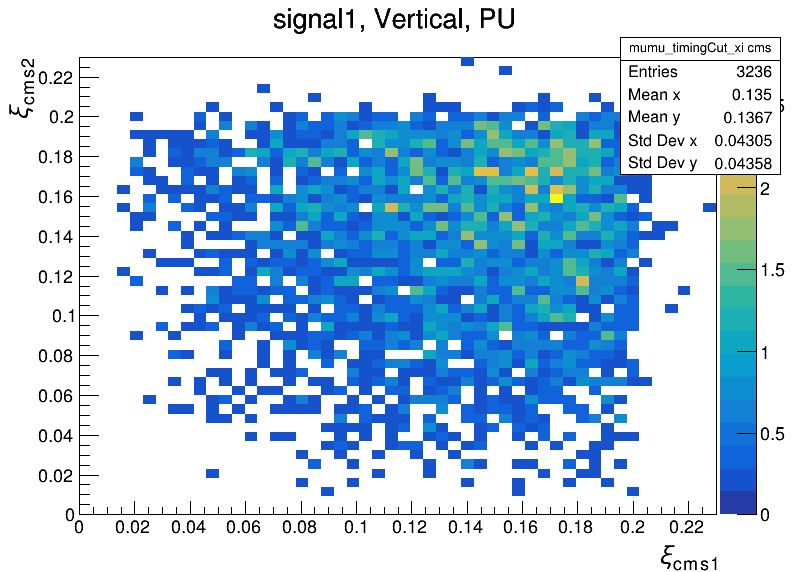 signal1, Vertical, PU
mumu_timingCut_xi cms
Entries 3236
Mean x 0.135
Mean y 0.1367
Std Dev x 0.04305
Std Dev y 0.04358
ξcms2
0.22
0.2
0.18
0.16
0.14
0.12
0.1
0.08
0.06
0.04
0.02
0
2
1.5
1
0.5
0
0 0.02 0.04 0.06 0.08 0.1 0.12 0.14 0.16 0.18 0.2 0.22
ξcms1